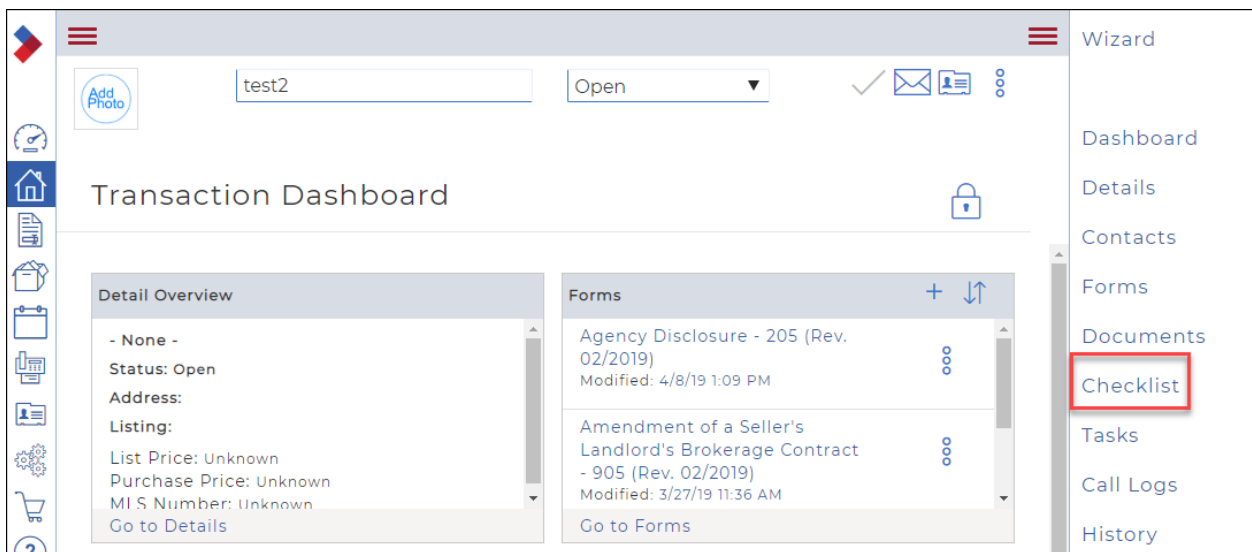 Add
Photo
test2
Open
Transaction Dashboard
Detail Overview
- None -
Status: Open
Address:
Listing:
List Price: Unknown
Purchase Price: Unknown
MLS Number: Unknown
Go to Details
Forms
Agency Disclosure - 205 (Rev.
02/2019)
Modified: 4/8/19 1:09 PM
Amendment of a Seller's
Landlord's Brokerage Contract
- 905 (Rev. 02/2019)
Modified: 3/27/19 11:36 AM
Go to Forms
Wizard
Dashboard
Details
Contacts
Forms
Documents
Checklist
Tasks
Call Logs
History
?